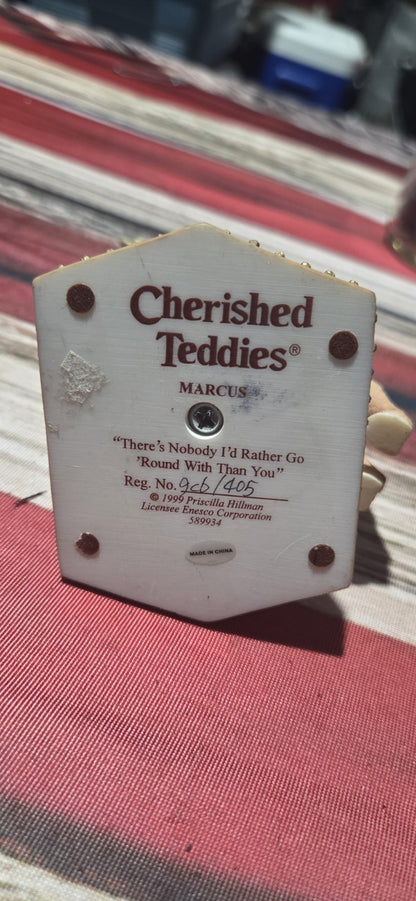 Cherished
Teddies®
MARCUS
“There's Nobody I'd Rather Go
'Round With Than You”
Reg. No. 9cb/405
© 1999 Priscilla Hillman
Licensee Enesco Corporation
589934
MADE IN CHINA